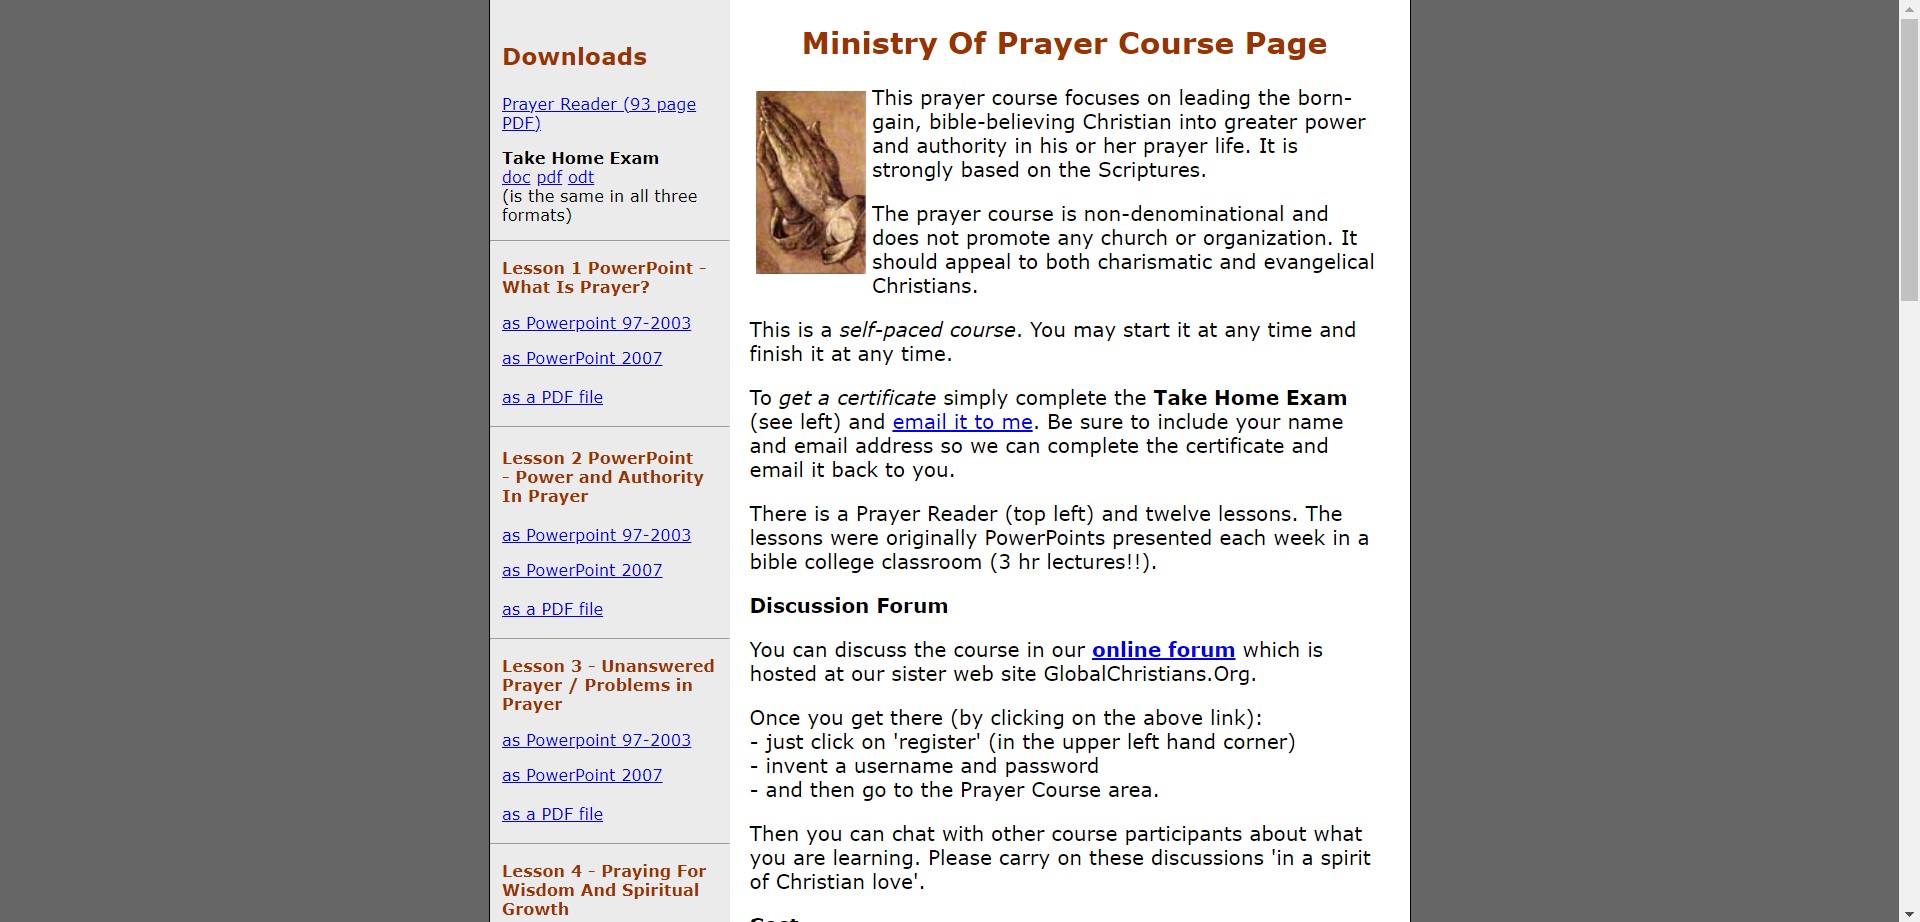 Downloads
Prayer Reader (93 page
PDF)
Take Home Exam
doc pdf odt
(is the same in all three
formats)
Lesson 1 PowerPoint -
What Is Prayer?
as Powerpoint 97-2003
as PowerPoint 2007
as a PDF file
Lesson 2 PowerPoint
- Power and Authority
In Prayer
as Powerpoint 97-2003
as PowerPoint 2007
as a PDF file
Lesson 3 - Unanswered
Prayer / Problems in
Prayer
as Powerpoint 97-2003
as PowerPoint 2007
as a PDF file
Lesson 4 - Praying For
Wisdom And Spiritual
Growth
Ministry Of Prayer Course Page
This prayer course focuses on leading the born-
gain, bible-believing Christian into greater power
and authority in his or her prayer life. It is
strongly based on the Scriptures.
The prayer course is non-denominational and
does not promote any church or organization. It
should appeal to both charismatic and evangelical
Christians.
This is a self-paced course. You may start it at any time and
finish it at any time.
To get a certificate simply complete the Take Home Exam
(see left) and email it to me. Be sure to include your name
and email address so we can complete the certificate and
email it back to you.
There is a Prayer Reader (top left) and twelve lessons. The
lessons were originally PowerPoints presented each week in a
bible college classroom (3 hr lectures!!).
Discussion Forum
You can discuss the course in our online forum which is
hosted at our sister web site GlobalChristians.Org.
Once you get there (by clicking on the above link):
- just click on 'register' (in the upper left hand corner)
- invent a username and password
- and then go to the Prayer Course area.
Then you can chat with other course participants about what
you are learning. Please carry on these discussions 'in a spirit
of Christian love'.